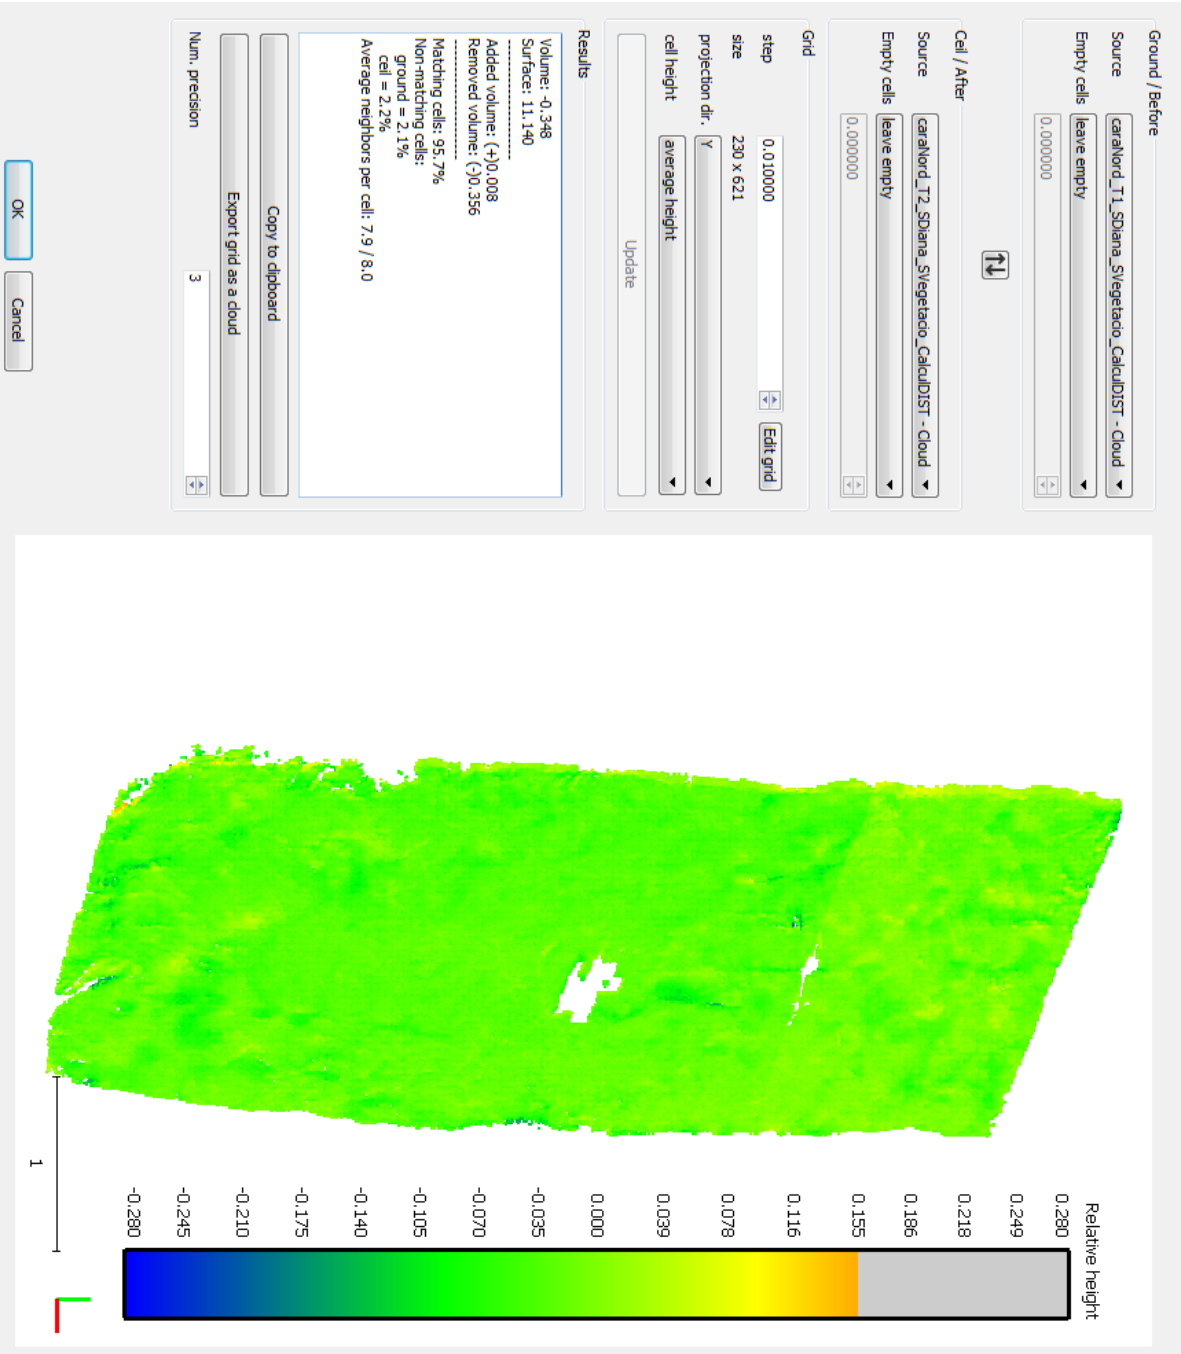 Ground / Before
Source caraNord_T1_SDiana_SVegetacio_CalculDIST - Cloud
Empty cells leave empty
0.000000
Ceil / After
Source caraNord_T2_SDiana_SVegetacio_CalculDIST - Cloud
Empty cells leave empty
0.000000
Grid
step 0.010000 Edit grid
size 230 x 621
projection dir. Y
cell height average height
Update
Results
Volume: -0.348
Surface: 11.140
----------------------
Added volume: (+)0.008
Removed volume: (-)0.356
----------------------
Matching cells: 95.7%
Non-matching cells:
ground = 2.1%
ceil = 2.2%
Average neighbors per cell: 7.9 / 8.0
Copy to clipboard
Export grid as a cloud
Num. precision 3
OK Cancel
Relative height
0.280
0.249
0.218
0.186
0.155
0.116
0.078
0.039
0.000
-0.035
-0.070
-0.105
-0.140
-0.175
-0.210
-0.245
-0.280
1